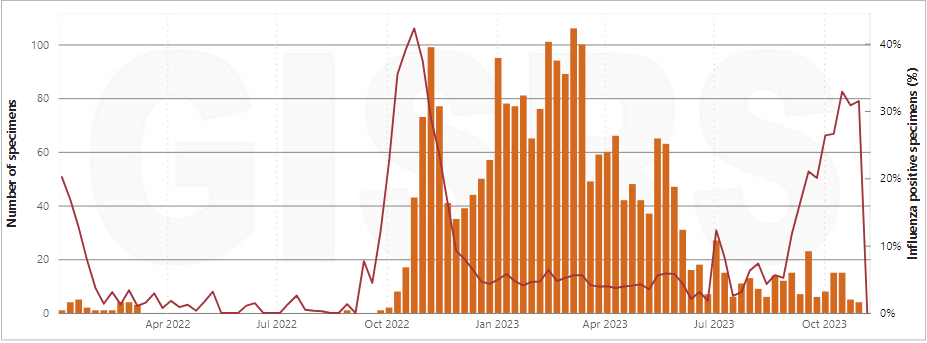 GISRS
Number of specimens
Influenza positive specimens (%)
100
80
60
40
20
0
40%
30%
20%
10%
0%
Apr 2022
Jul 2022
Oct 2022
Jan 2023
Apr 2023
Jul 2023
Oct 2023